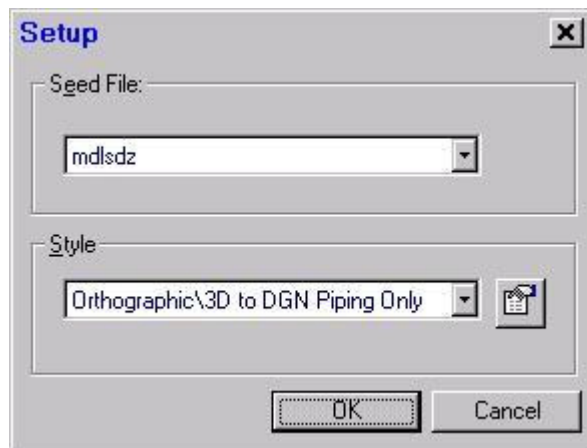 Setup
Seed File:
mdlsdz
Style
Orthographic\3D to DGN Piping Only
OK
Cancel